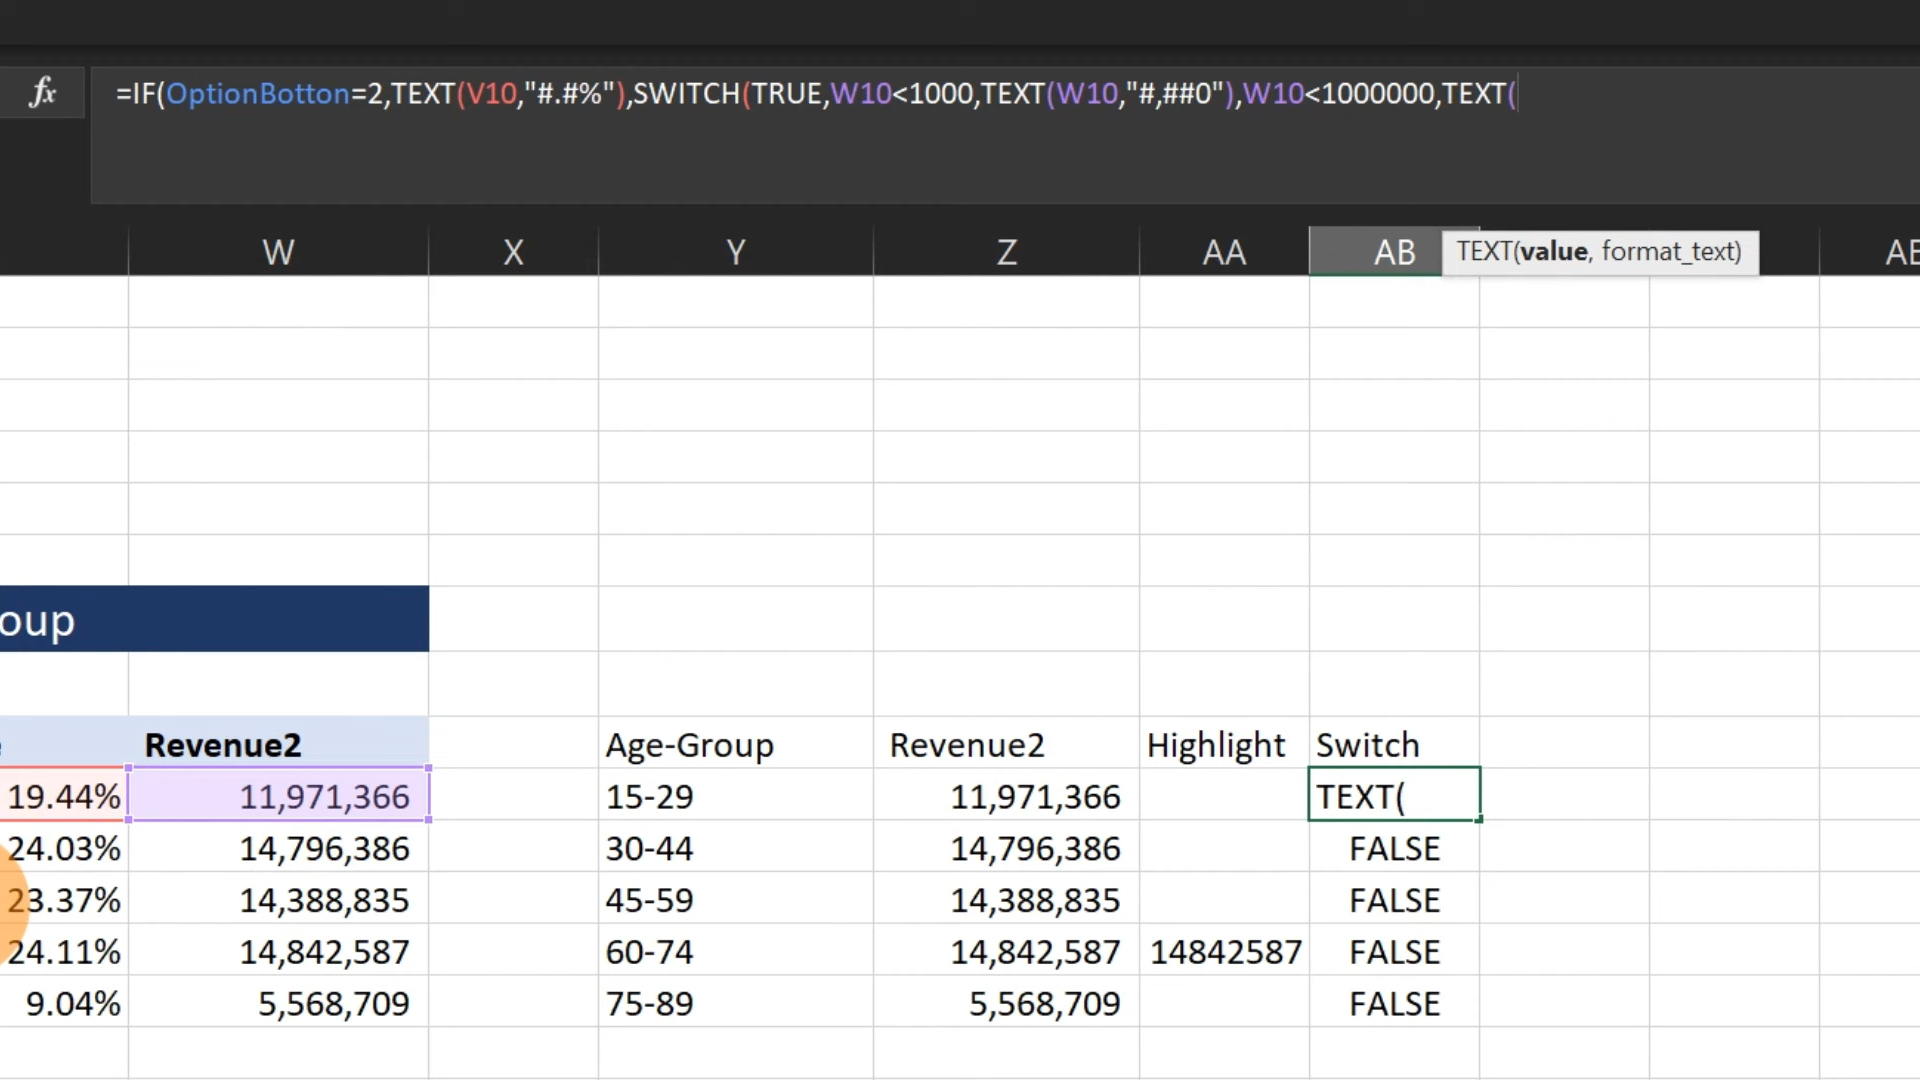 fx =IF(OptionBotton=2,TEXT(V10,"#.#%"),SWITCH(TRUE,W10<1000,TEXT(W10,"#,##0"),W10<1000000,TEXT(
W X Y Z AA AB
TEXT(value, format_text)
oup
Revenue2 Age-Group Revenue2 Highlight Switch
19.44% 11,971,366 15-29 11,971,366 TEXT(
24.03% 14,796,386 30-44 14,796,386 FALSE
23.37% 14,388,835 45-59 14,388,835 FALSE
24.11% 14,842,587 60-74 14,842,587 14842587 FALSE
9.04% 5,568,709 75-89 5,568,709 FALSE